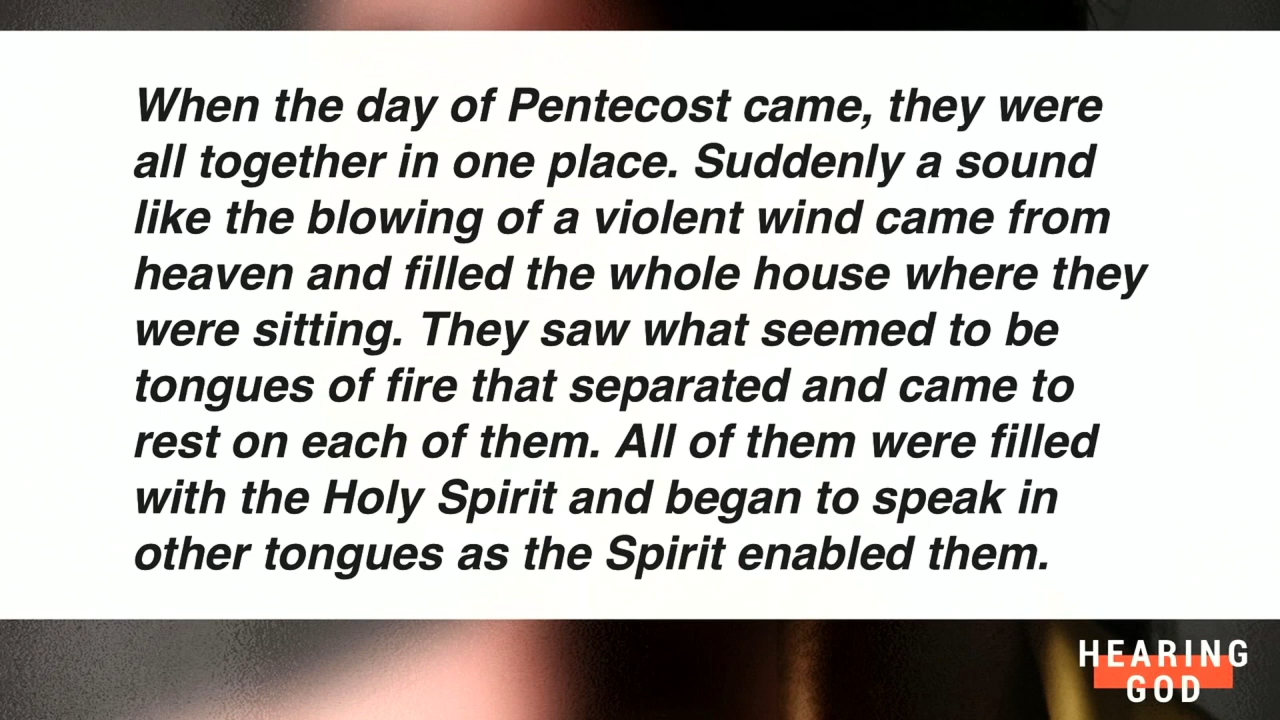 When the day of Pentecost came, they were
all together in one place. Suddenly a sound
like the blowing of a violent wind came from
heaven and filled the whole house where they
were sitting. They saw what seemed to be
tongues of fire that separated and came to
rest on each of them. All of them were filled
with the Holy Spirit and began to speak in
other tongues as the Spirit enabled them.
HEARING
GOD